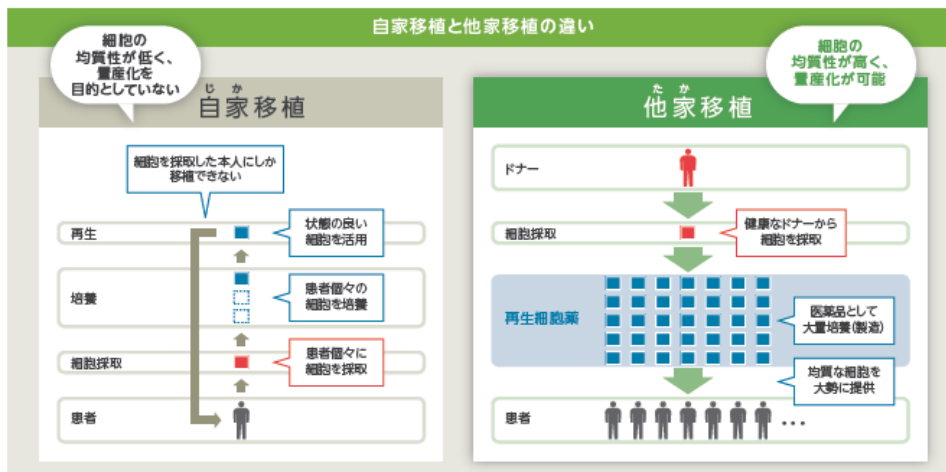 自家移植と他家移植の違い
細胞の
均質性が低く、
量産化を
目的としていない
じか
自家移植
細胞を採取した本人にしか
移植できない
再生
状態の良い
細胞を活用
培養
患者個々の
細胞を培養
細胞採取
患者個々に
細胞を採取
患者
細胞の
均質性が高く、
量産化が可能
たか
他家移植
ドナー
細胞採取
健康なドナーから
細胞を採取
再生細胞薬
医薬品として
大量培養(製造)
均質な細胞を
大勢に提供
患者
…